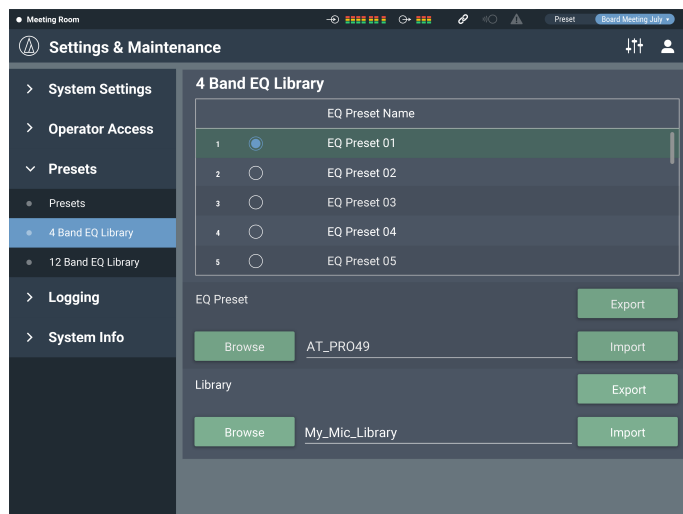 Meeting Room
Preset
Board Meeting July
Settings & Maintenance
System Settings
Operator Access
Presets
Presets
4 Band EQ Library
12 Band EQ Library
Logging
System Info
4 Band EQ Library
EQ Preset Name
1 EQ Preset 01
2 EQ Preset 02
3 EQ Preset 03
4 EQ Preset 04
5 EQ Preset 05
EQ Preset
Export
Browse AT_PRO49 Import
Library
Export
Browse My_Mic_Library Import